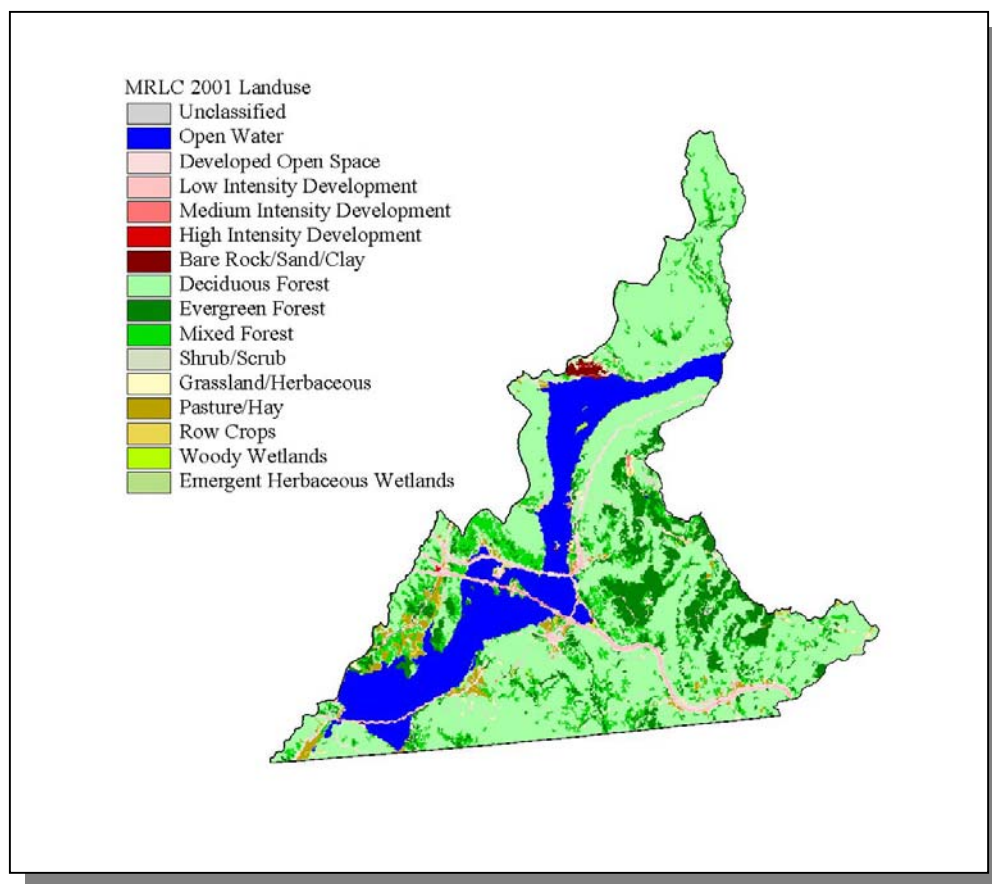 MRLC 2001 Landuse
Unclassified
Open Water
Developed Open Space
Low Intensity Development
Medium Intensity Development
High Intensity Development
Bare Rock/Sand/Clay
Deciduous Forest
Evergreen Forest
Mixed Forest
Shrub/Scrub
Grassland/Herbaceous
Pasture/Hay
Row Crops
Woody Wetlands
Emergent Herbaceous Wetlands